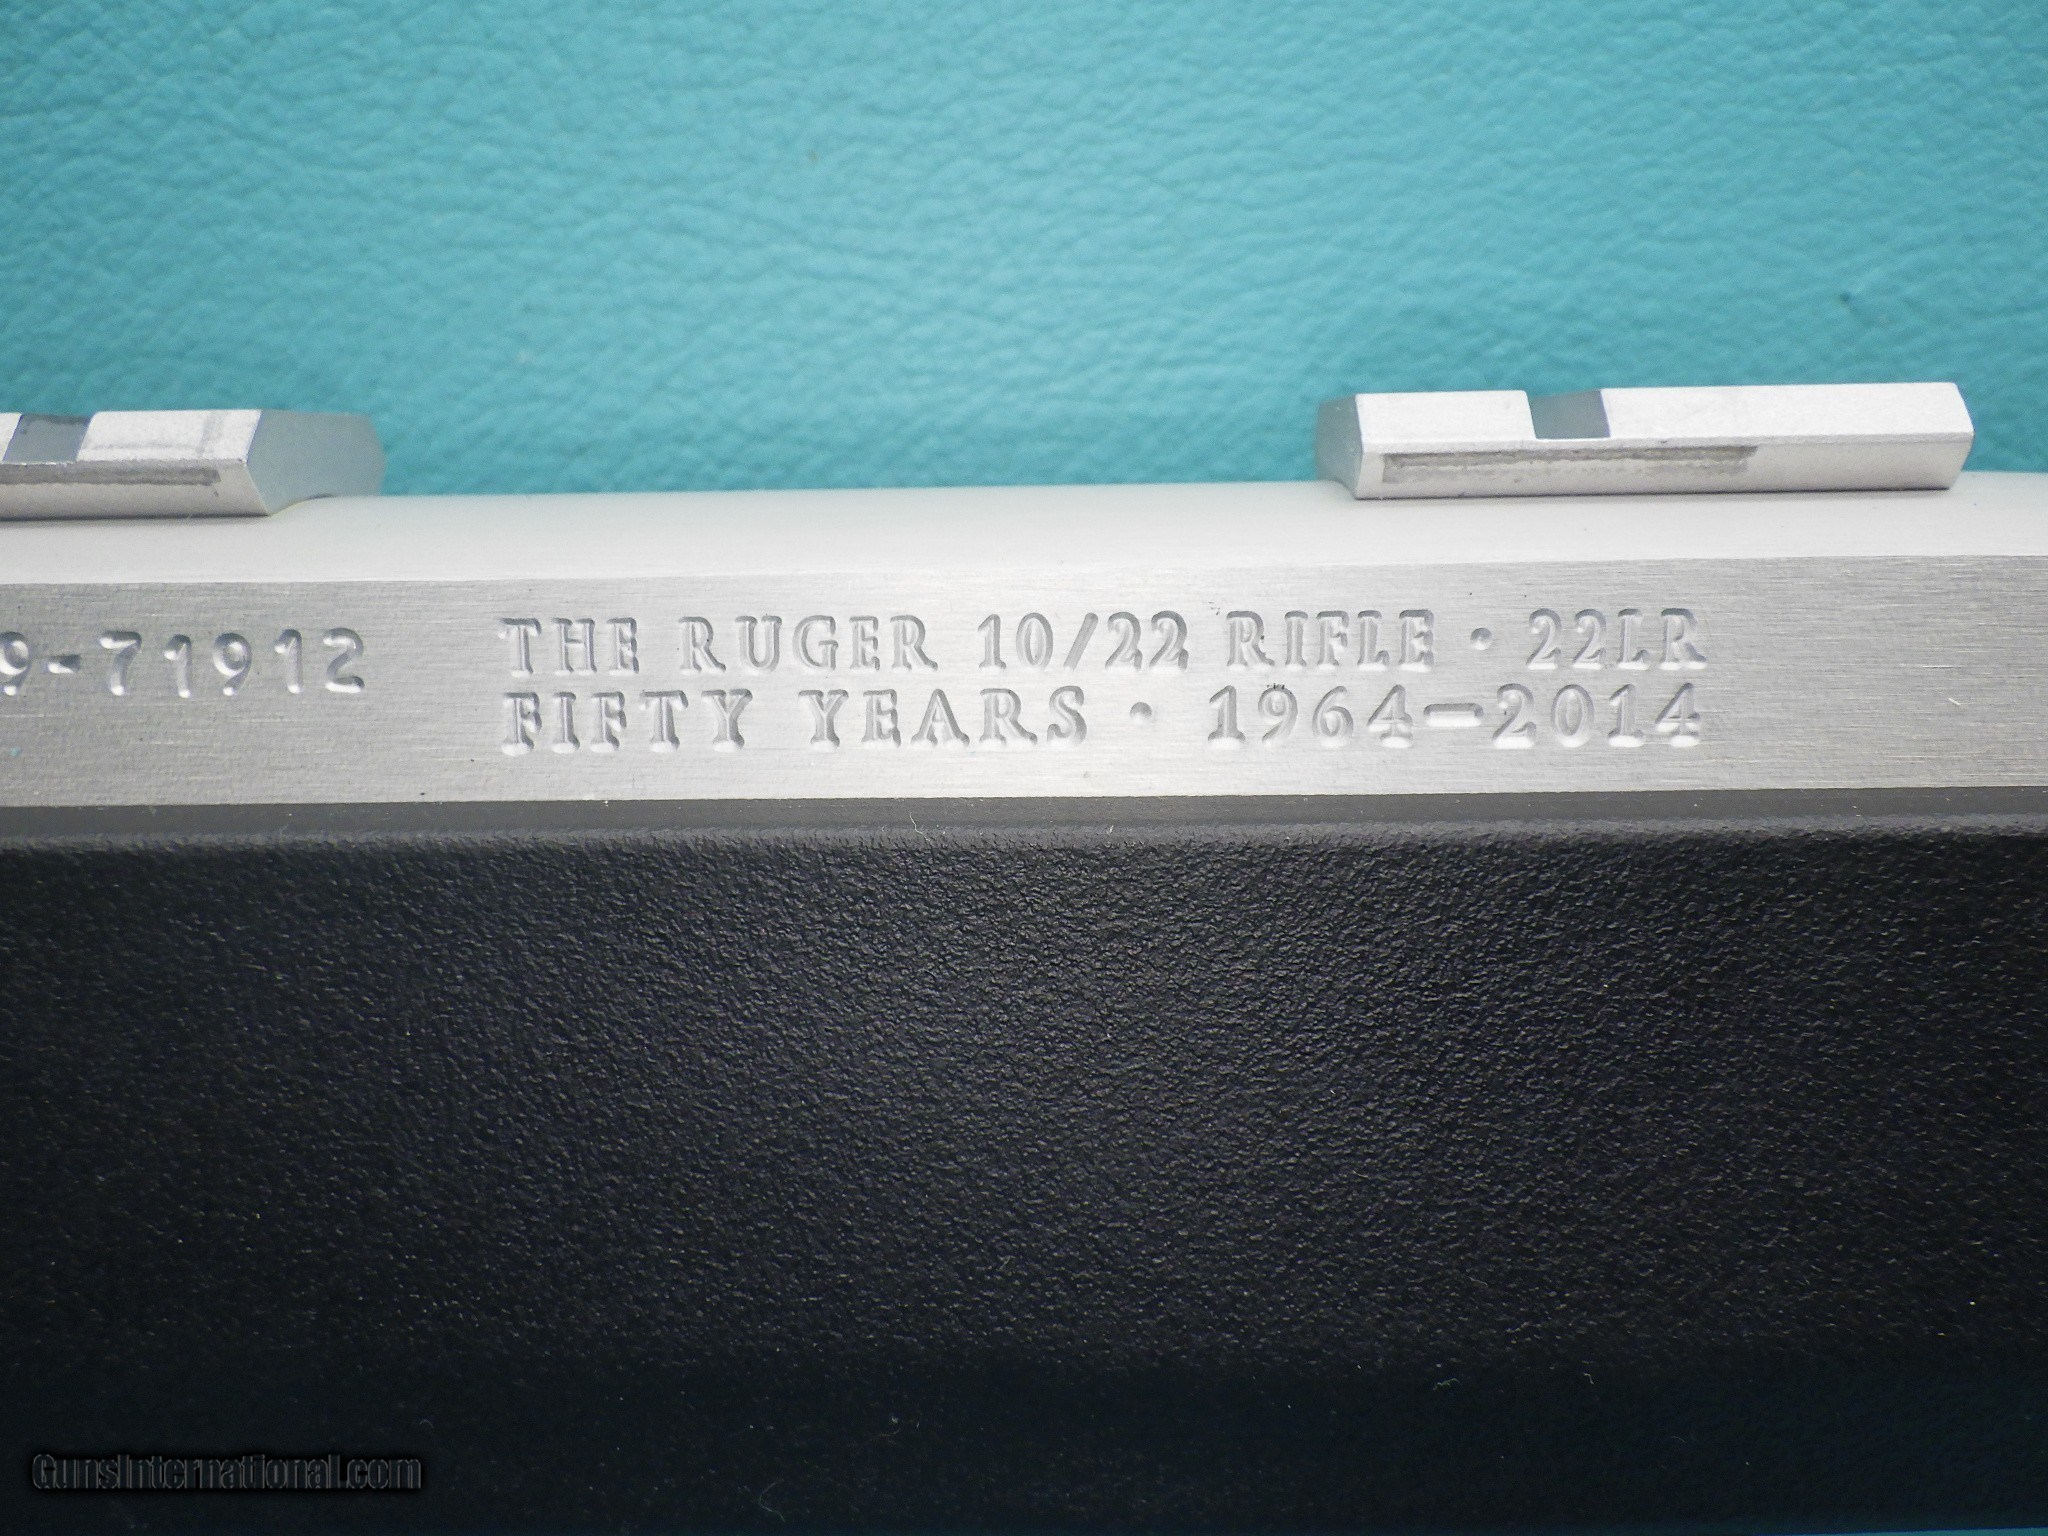 9-71912
THE RUGER 10/22 RIFLE • 22LR
FIFTY YEARS • 1964–2014
GunsInternational.com